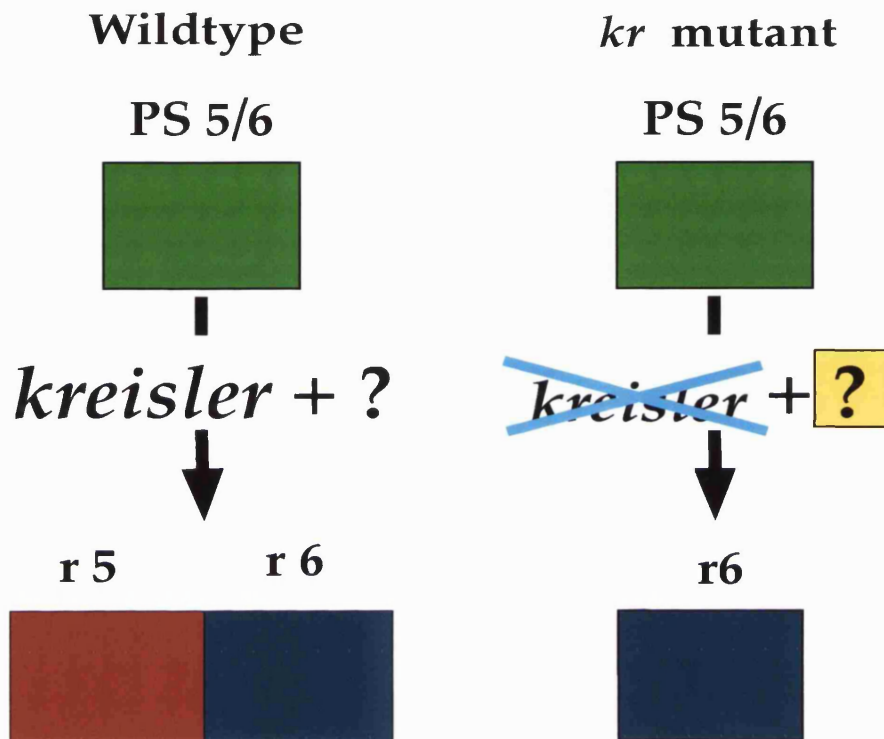 Wildtype
PS 5/6
kreisler + ?
r 5 r 6
kr mutant
PS 5/6
kreisler + ?
r6